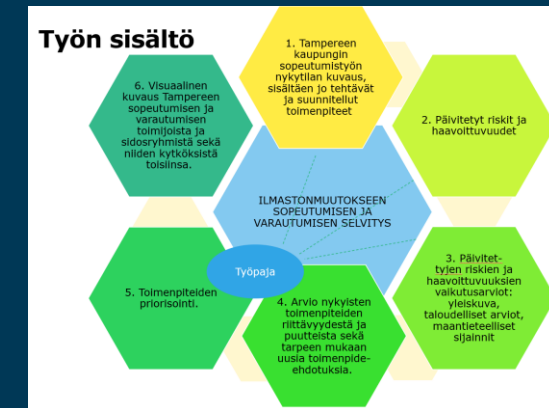 Työn sisältö
1. Tampereen
kaupungin
sopeutumistyön
nykytilan kuvaus,
sisältäen jo tehtävät
ja suunnitellut
toimenpiteet
2. Päivitetyt riskit ja
haavoittuvuudet
3. Päivitet-
tyjen riskien ja
haavoittuvuuksien
vaikutusarviot:
yleiskuva,
taloudelliset arviot,
maantieteelliset
sijainnit
4. Arvio nykyisten
toimenpiteiden
riittävyydestä ja
puutteista sekä
tarpeen mukaan
uusia toimenpide-
ehdotuksia.
5. Toimenpiteiden
priorisointi.
6. Visuaalinen
kuvaus Tampereen
sopeutumisen ja
varautumisen
toimijoista ja
sidosryhmistä sekä
niiden kytköksistä
toisiinsa.
ILMASTONMUUTOKSEEN
SOPEUTUMISEN JA
VARAUTUMISEN SELVITYS
Työpaja